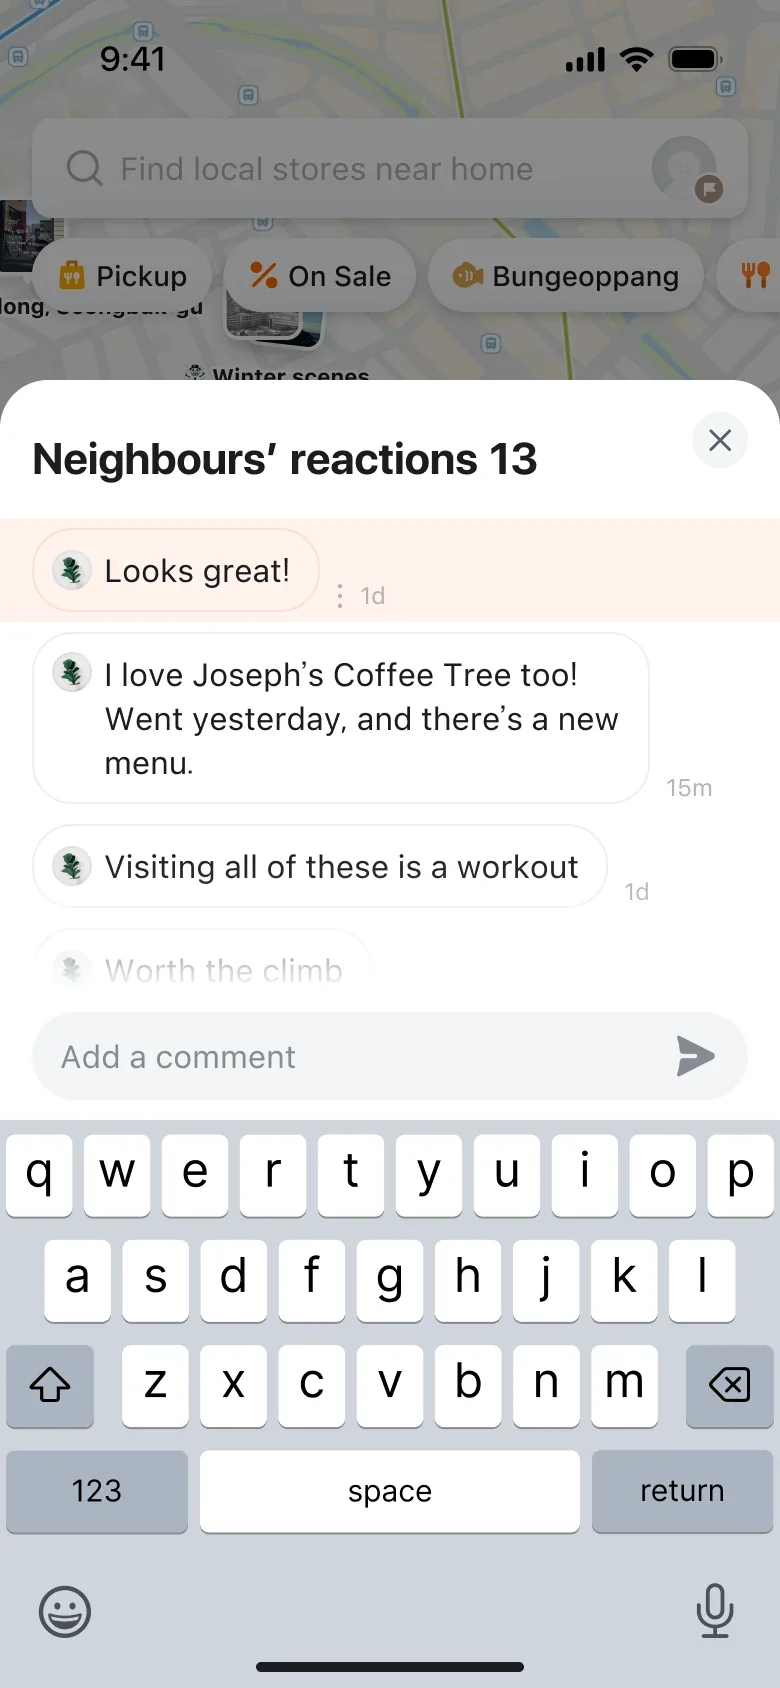 9:41
Find local stores near home
Pickup
On Sale
Bungeoppang
Winter scenes
Neighbours’ reactions 13
Looks great!
1d
I love Joseph’s Coffee Tree too!
Went yesterday, and there’s a new
menu.
15m
Visiting all of these is a workout
1d
Worth the climb
Add a comment
q w e r t y u i o p
a s d f g h j k l
z x c v b n m
123 space return